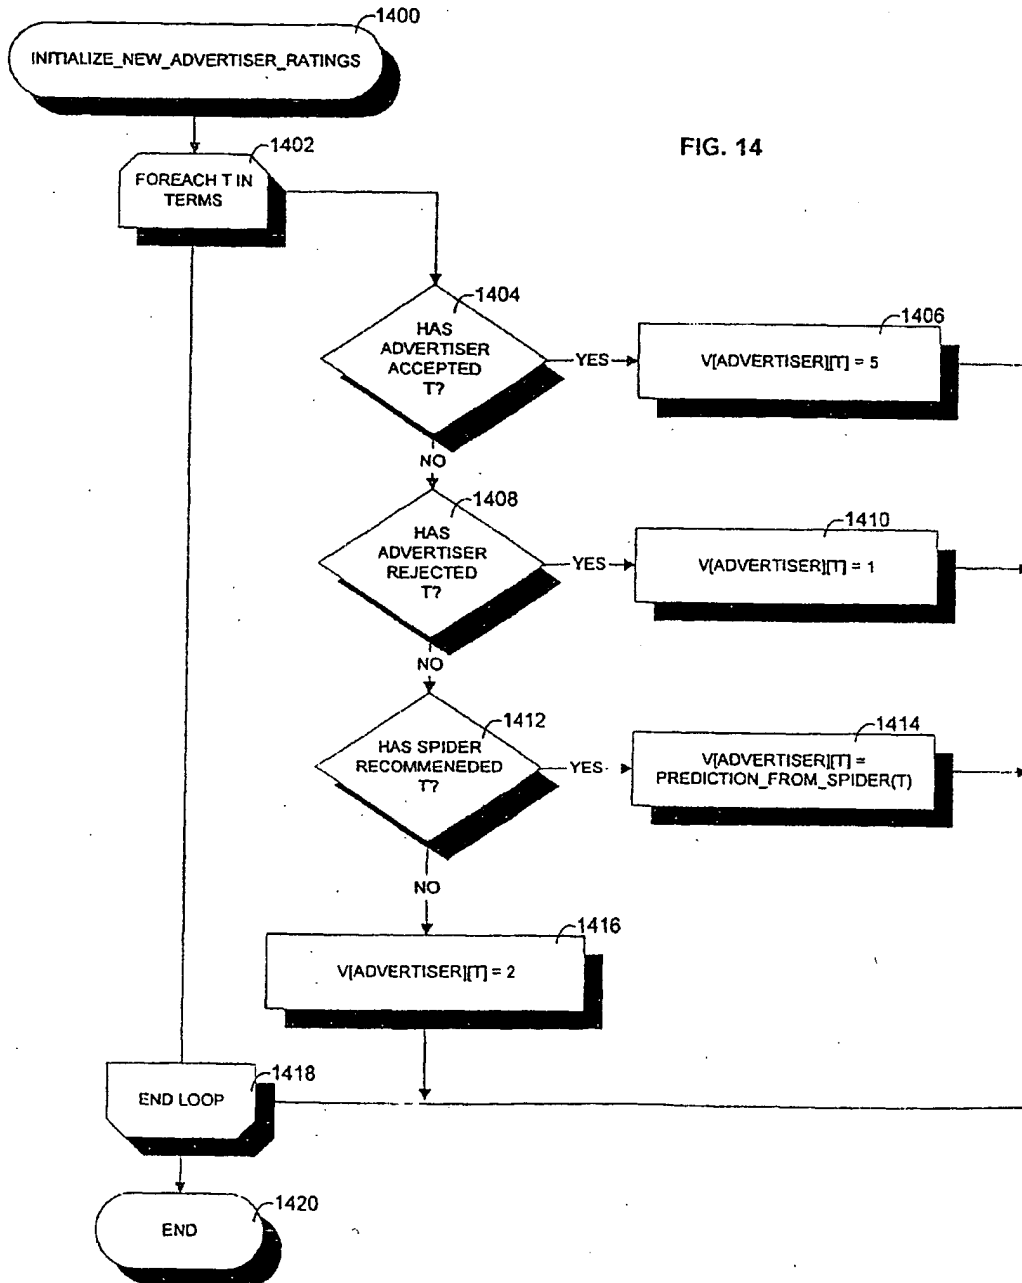 1400
INITIALIZE_NEW_ADVERTISER_RATINGS
1402
FOREACH T IN
TERMS
FIG. 14
1404
HAS
ADVERTISER
ACCEPTED
T?
YES
1406
V[ADVERTISER][T] = 5
NO
1408
HAS
ADVERTISER
REJECTED
T?
YES
1410
V[ADVERTISER][T] = 1
NO
1412
HAS SPIDER
RECOMMENEDED
T?
YES
1414
V[ADVERTISER][T] =
PREDICTION_FROM_SPIDER(T)
NO
1416
V[ADVERTISER][T] = 2
1418
END LOOP
1420
END